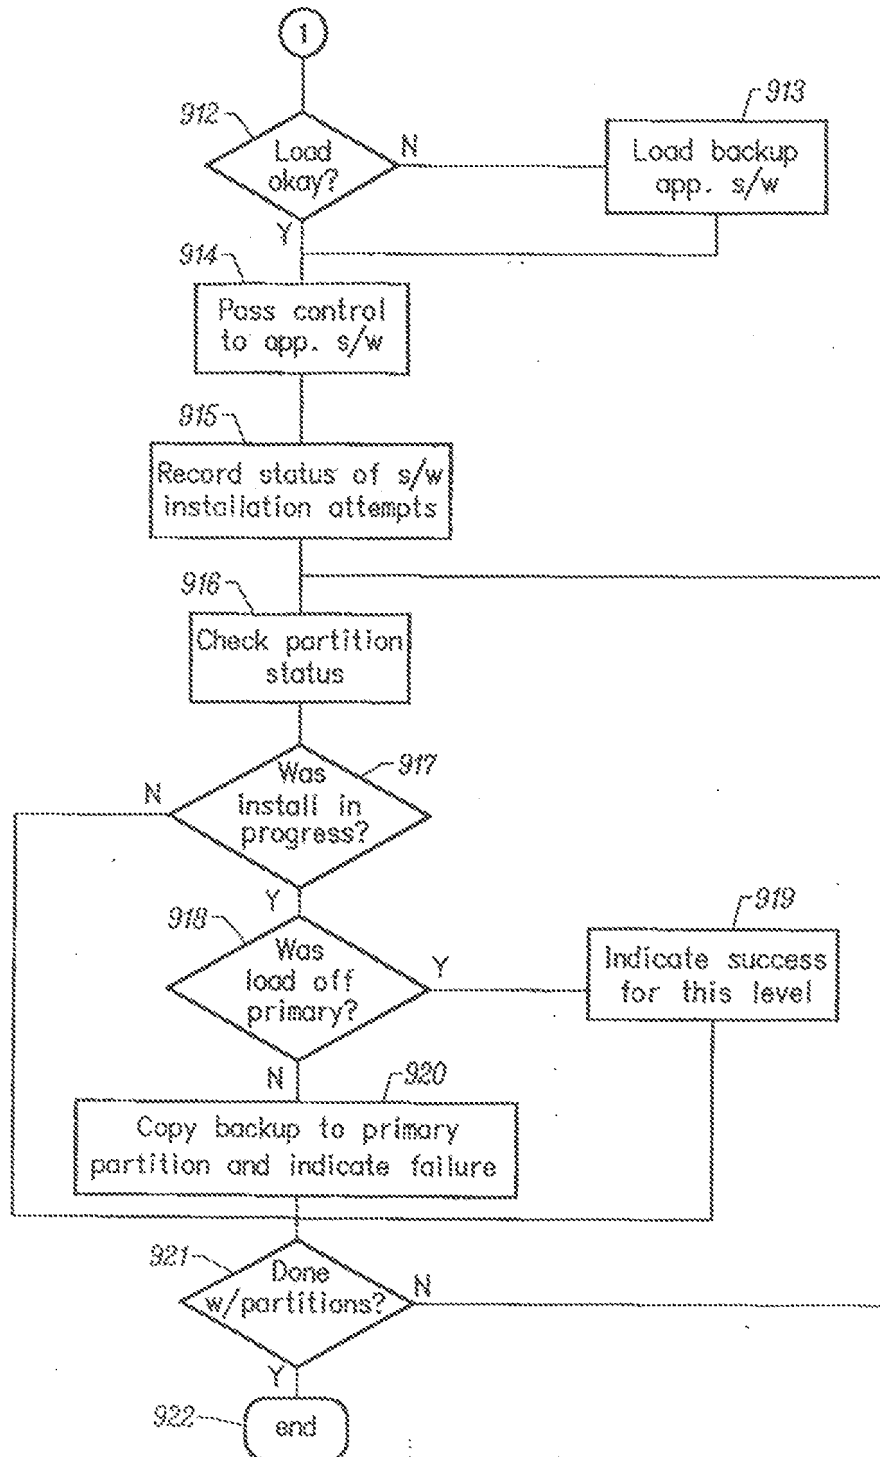 1
912
Load
okay?
N
Y
913
Load backup
app. s/w
914
Pass control
to app. s/w
915
Record status of s/w
installation attempts
916
Check partition
status
917
Was
install in
progress?
N
Y
918
Was
load off
primary?
Y
N
919
Indicate success
for this level
920
Copy backup to primary
partition and indicate failure
921
Done
w/partitions?
N
Y
922
end